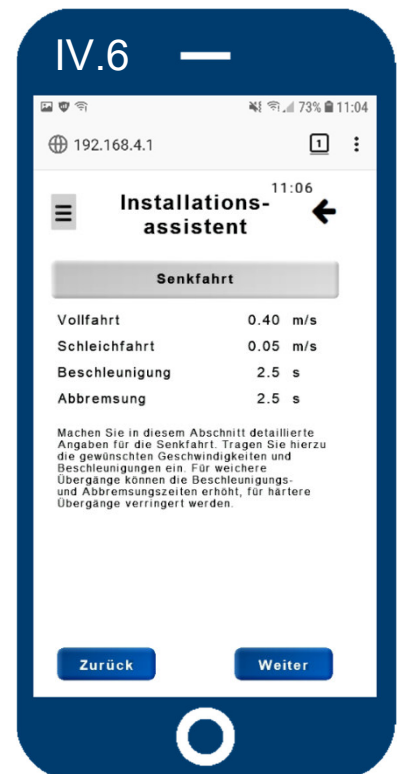 IV.6
73% 11:04
192.168.4.1 1
11:06
Installations-
assistent
Senkfahrt
Vollfahrt 0.40 m/s
Schleichfahrt 0.05 m/s
Beschleunigung 2.5 s
Abbremsung 2.5 s
Machen Sie in diesem Abschnitt detaillierte
Angaben für die Senkfahrt. Tragen Sie hierzu
die gewünschten Geschwindigkeiten und
Beschleunigungen ein. Für weichere
Übergänge können die Beschleunigungs-
und Abbremsungszeiten erhöht, für härtere
Übergänge verringert werden.
Zurück Weiter